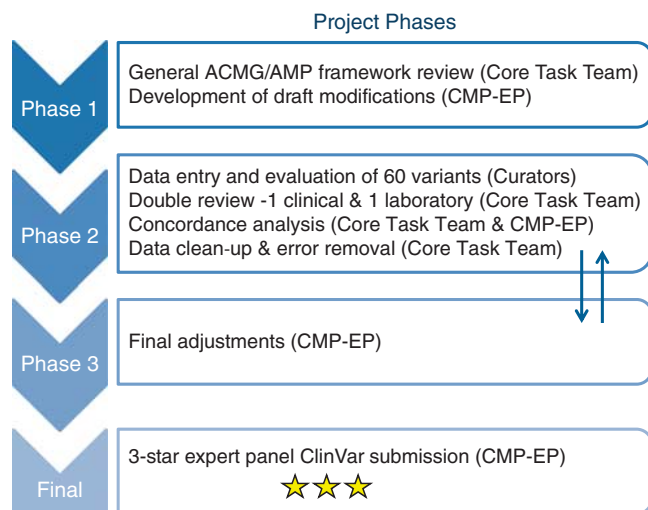 Project Phases
Phase 1
General ACMG/AMP framework review (Core Task Team)
Development of draft modifications (CMP-EP)
Phase 2
Data entry and evaluation of 60 variants (Curators)
Double review -1 clinical & 1 laboratory (Core Task Team)
Concordance analysis (Core Task Team & CMP-EP)
Data clean-up & error removal (Core Task Team)
Phase 3
Final adjustments (CMP-EP)
Final
3-star expert panel ClinVar submission (CMP-EP)